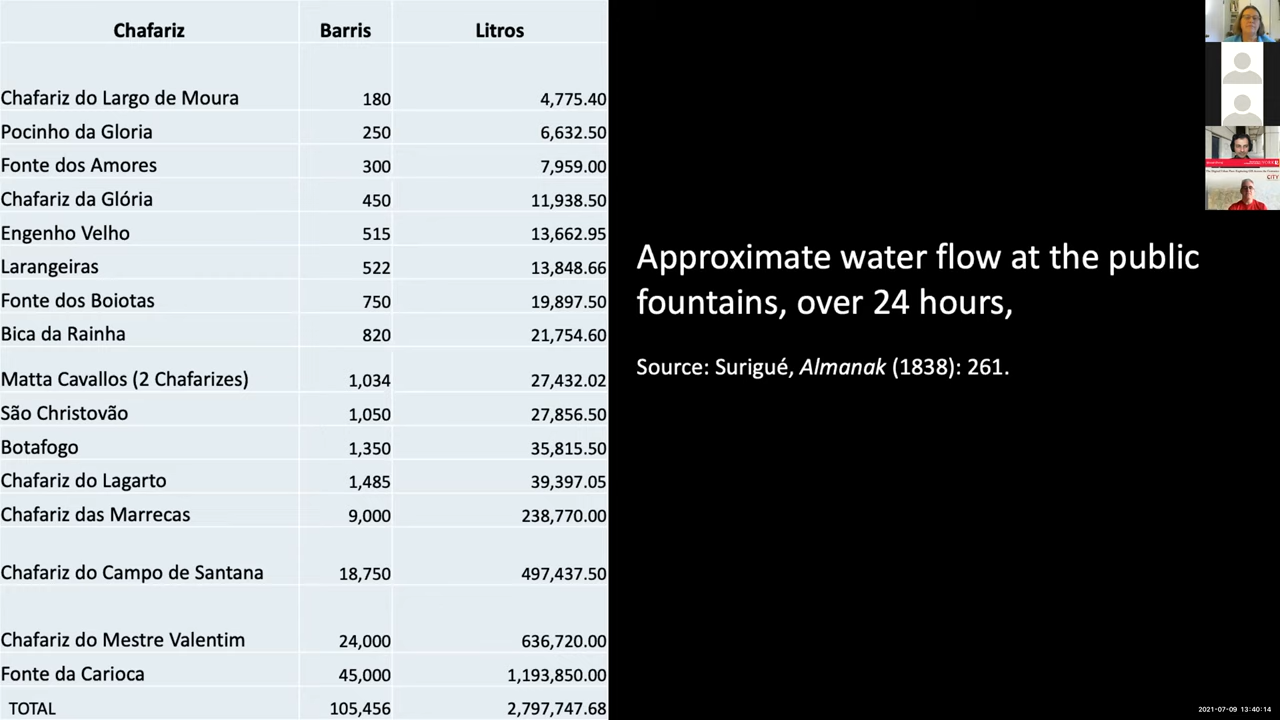 Chafariz Barris Litros
Chafariz do Largo de Moura 180 4,775.40
Pocinho da Gloria 250 6,632.50
Fonte dos Amores 300 7,959.00
Chafariz da Glória 450 11,938.50
Engenho Velho 515 13,662.95
Larangeiras 522 13,848.66
Fonte dos Boiotas 750 19,897.50
Bica da Rainha 820 21,754.60
Matta Cavallos (2 Chafarizes) 1,034 27,432.02
São Christovão 1,050 27,856.50
Botafogo 1,350 35,815.50
Chafariz do Lagarto 1,485 39,397.05
Chafariz das Marrecas 9,000 238,770.00
Chafariz do Campo de Santana 18,750 497,437.50
Chafariz do Mestre Valentim 24,000 636,720.00
Fonte da Carioca 45,000 1,193,850.00
TOTAL 105,456 2,797,747.68
Approximate water flow at the public
fountains, over 24 hours,
Source: Surigué, Almanak (1838): 261.
CITY
2021-07-09 13:40:14